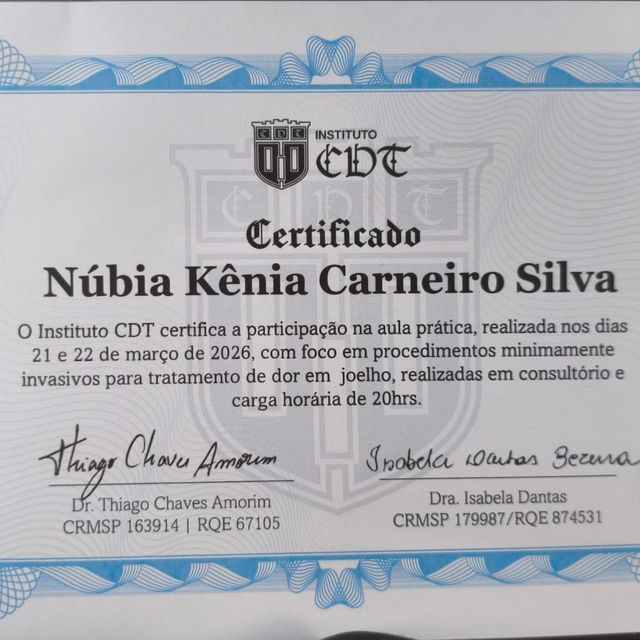 INSTITUTO
CDT
Certificado
Núbia Kênia Carneiro Silva
O Instituto CDT certifica a participação na aula prática, realizada nos dias
21 e 22 de março de 2026, com foco em procedimentos minimamente
invasivos para tratamento de dor em joelho, realizadas em consultório e
carga horária de 20hrs.
Thiago Chaves Amorim
Isabela Dantas Bezerra
Dr. Thiago Chaves Amorim
CRMSP 163914 | RQE 67105
Dra. Isabela Dantas
CRMSP 179987/RQE 874531